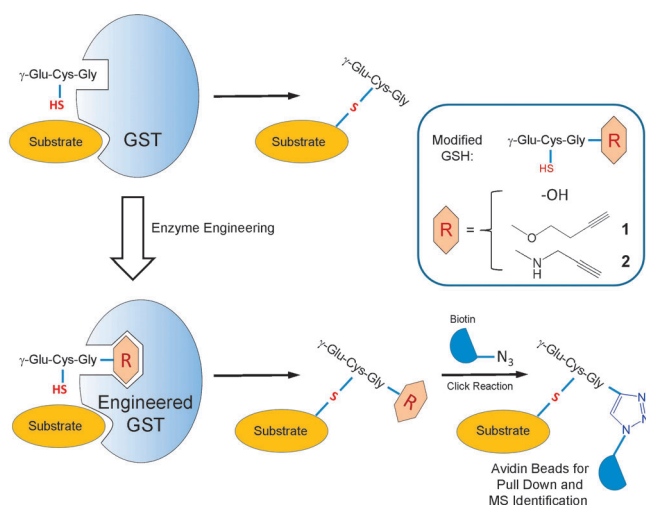 γ-Glu-Cys-Gly
HS
Substrate
GST
γ-Glu-Cys-Gly
S
Substrate
Modified
GSH:
γ-Glu-Cys-Gly
R
HS
R
=
-OH
O
1
N
H
2
Enzyme Engineering
γ-Glu-Cys-Gly
R
HS
Substrate
Engineered
GST
γ-Glu-Cys-Gly
S
R
Substrate
Biotin
N3
Click Reaction
γ-Glu-Cys-Gly
S
Substrate
N
N
N
Avidin Beads for
Pull Down and
MS Identification